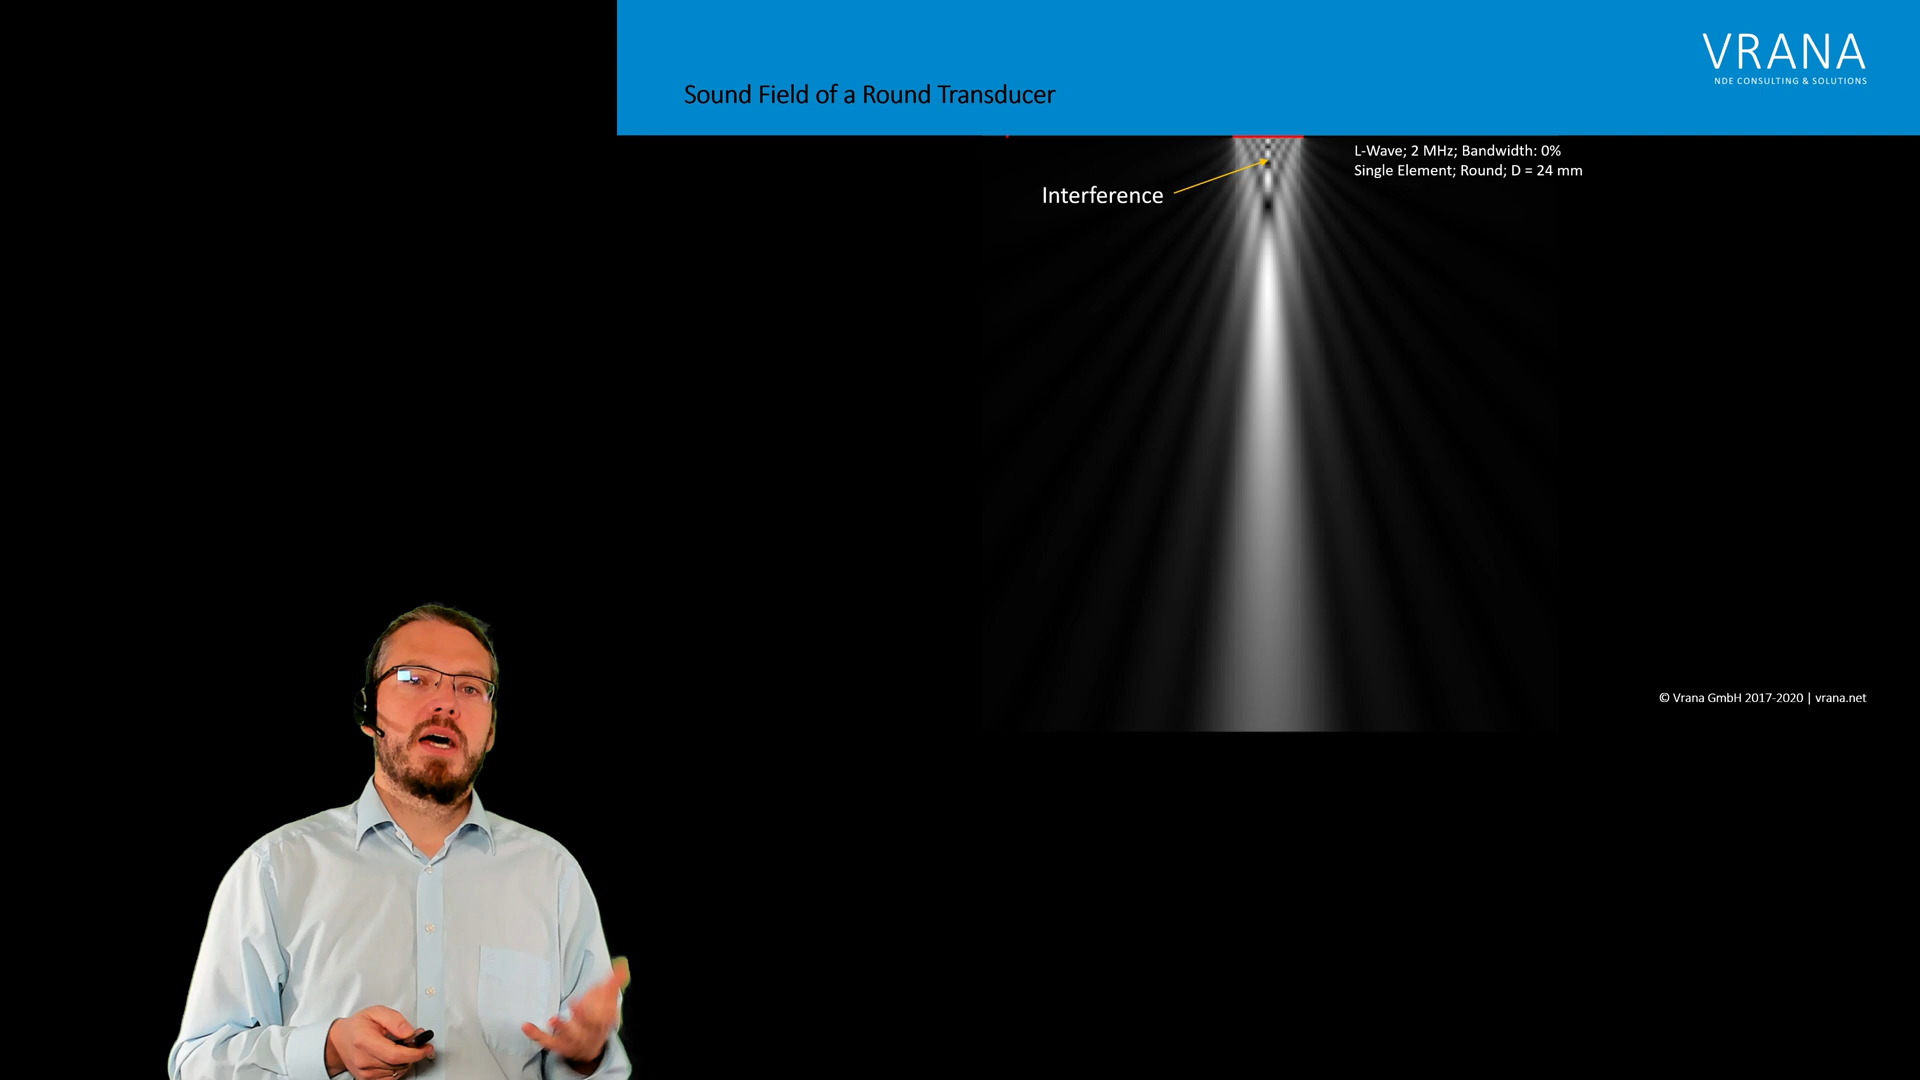 VRANA
NDE CONSULTING & SOLUTIONS
Sound Field of a Round Transducer
L-Wave; 2 MHz; Bandwidth: 0%
Single Element; Round; D = 24 mm
Interference
© Vrana GmbH 2017-2020 | vrana.net